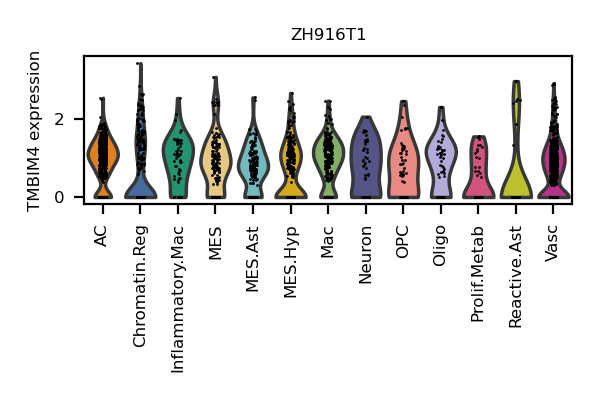 ZH916T1
TMBIM4 expression
2
0
AC
Chromatin.Reg
Inflammatory.Mac
MES
MES.Ast
MES.Hyp
Mac
Neuron
OPC
Oligo
Prolif.Metab
Reactive.Ast
Vasc